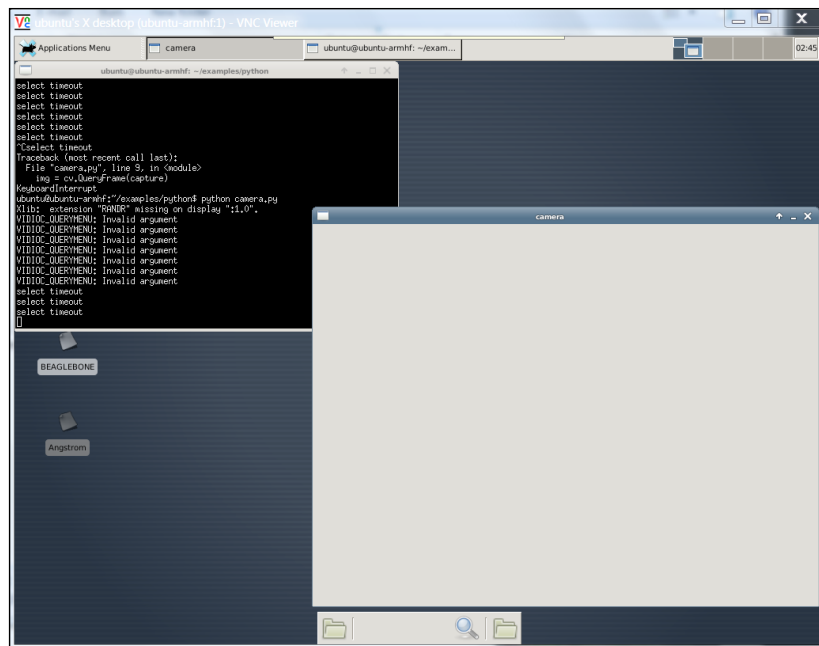 ubuntu's X desktop (ubuntu-armhf:1) - VNC Viewer
Applications Menu
camera
ubuntu@ubuntu-armhf: ~/exam...
02:45
ubuntu@ubuntu-armhf: ~/examples/python
select timeout
select timeout
select timeout
select timeout
select timeout
select timeout
^Cselect timeout
Traceback (most recent call last):
  File "camera.py", line 9, in <module>
    img = cv.QueryFrame(capture)
KeyboardInterrupt
ubuntu@ubuntu-armhf:~/examples/python$ python camera.py
Xlib:  extension "RANDR" missing on display ":1.0".
VIDIOC_QUERYMENU: Invalid argument
VIDIOC_QUERYMENU: Invalid argument
VIDIOC_QUERYMENU: Invalid argument
VIDIOC_QUERYMENU: Invalid argument
VIDIOC_QUERYMENU: Invalid argument
VIDIOC_QUERYMENU: Invalid argument
VIDIOC_QUERYMENU: Invalid argument
select timeout
select timeout
select timeout
camera
BEAGLEBONE
Angstrom